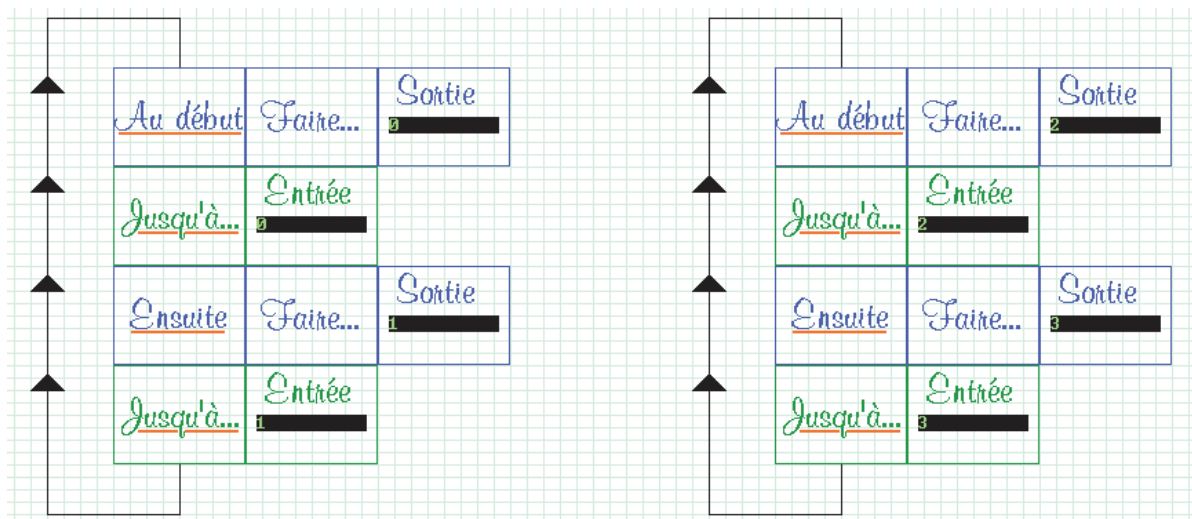 Au début Faire... Sortie 0
Jusqu'à... Entrée 0
Ensuite Faire... Sortie 1
Jusqu'à... Entrée 1
Au début Faire... Sortie 2
Jusqu'à... Entrée 2
Ensuite Faire... Sortie 3
Jusqu'à... Entrée 3